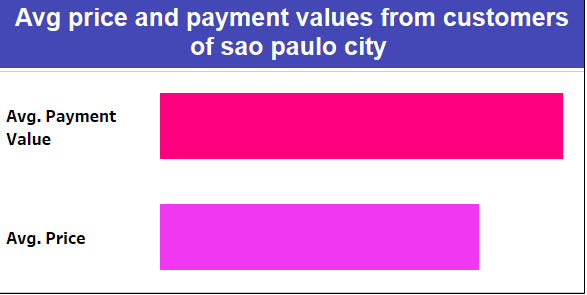 Avg price and payment values from customers
of sao paulo city
Avg. Payment
Value
Avg. Price